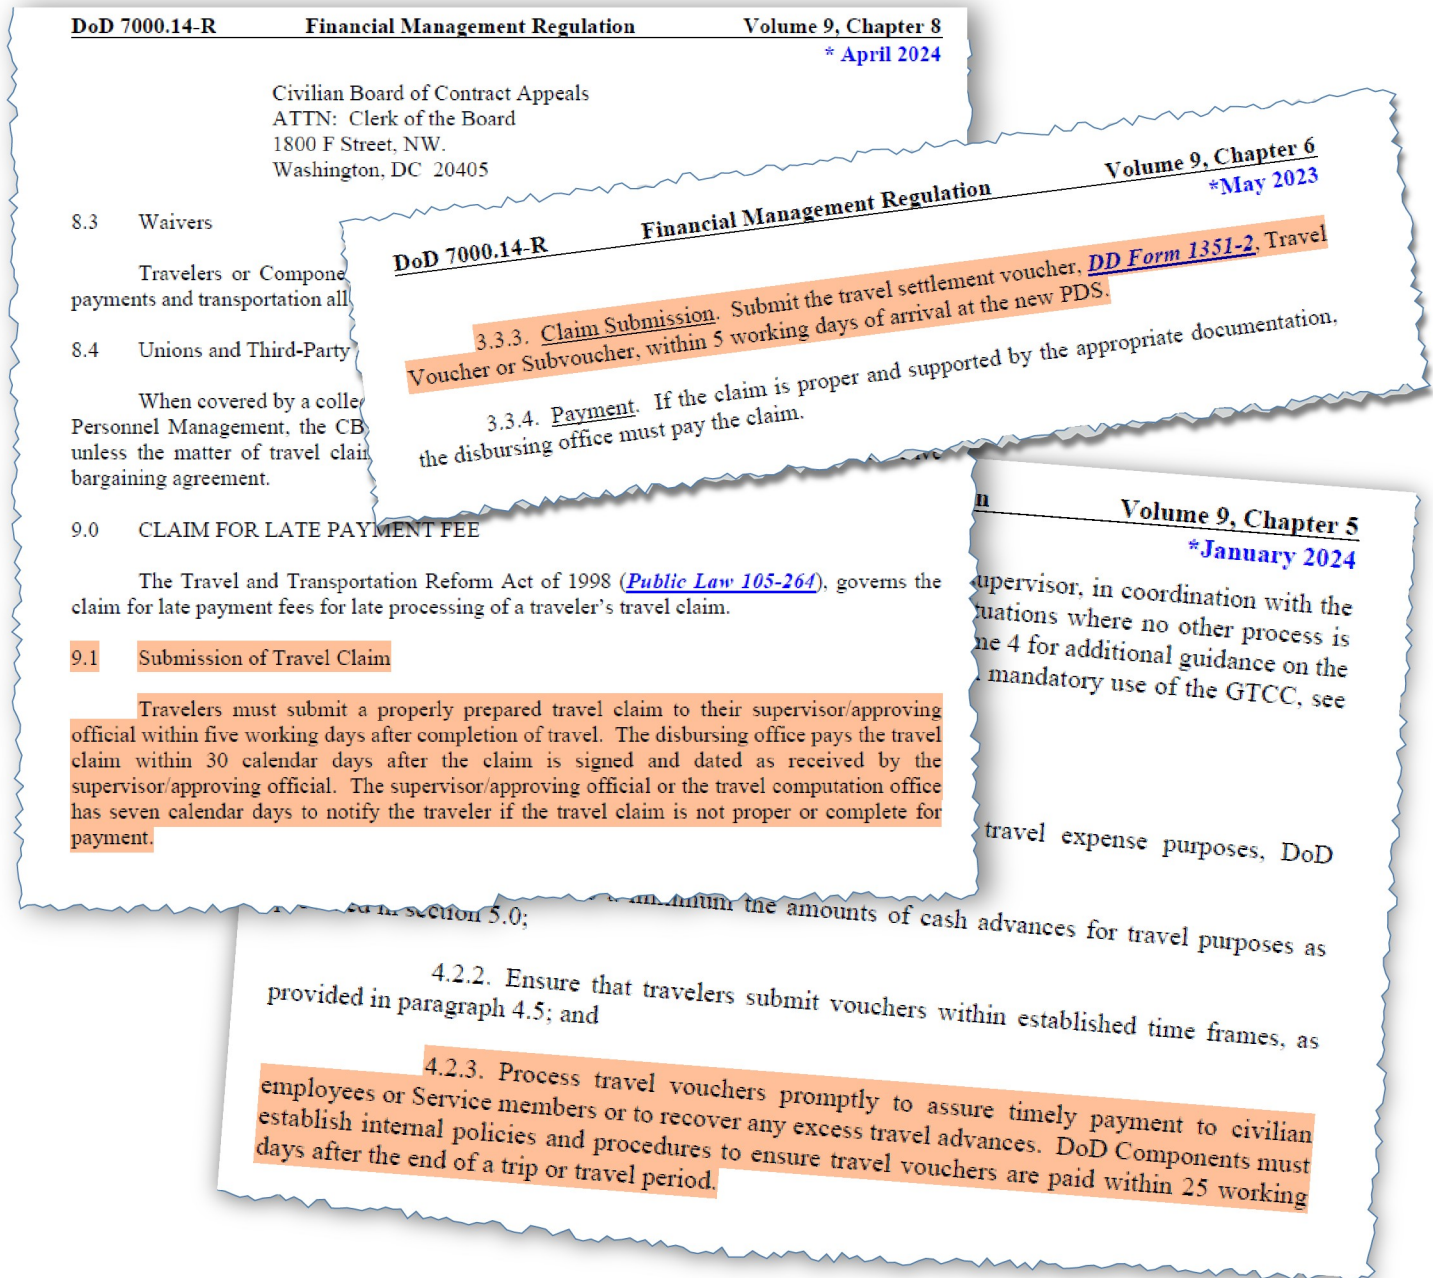 DoD 7000.14-R Financial Management Regulation Volume 9, Chapter 8
* April 2024
Civilian Board of Contract Appeals
ATTN: Clerk of the Board
1800 F Street, NW.
Washington, DC 20405
8.3 Waivers
Travelers or
payments and transportation
8.4 Unions and Third-Party
When covered by a
Personnel Management, the
unless the matter of travel
bargaining agreement.
9.0 CLAIM FOR LATE PAYMENT FEE
The Travel and Transportation Reform Act of 1998 (Public Law 105-264), governs the
claim for late payment fees for late processing of a traveler's travel claim.
9.1 Submission of Travel Claim
Travelers must submit a properly prepared travel claim to their supervisor/approving
official within five working days after completion of travel. The disbursing office pays the travel
claim within 30 calendar days after the claim is signed and dated as received by the
supervisor/approving official. The supervisor/approving official or the travel computation office
has seven calendar days to notify the traveler if the travel claim is not proper or complete for
payment.
DoD 7000.14-R Financial Management Regulation Volume 9, Chapter 6
*May 2023
3.3.3. Claim Submission. Submit the travel settlement voucher, DD Form 1351-2, Travel
Voucher or Subvoucher, within 5 working days of arrival at the new PDS.
3.3.4. Payment. If the claim is proper and supported by the appropriate documentation,
the disbursing office must pay the claim.
Volume 9, Chapter 5
*January 2024
supervisor, in coordination with the
situations where no other process is
4 for additional guidance on the
mandatory use of the GTCC, see
travel expense purposes, DoD
minimum the amounts of cash advances for travel purposes as
in section 5.0;
4.2.2. Ensure that travelers submit vouchers within established time frames, as
provided in paragraph 4.5; and
4.2.3. Process travel vouchers promptly to assure timely payment to civilian
employees or Service members or to recover any excess travel advances. DoD Components must
establish internal policies and procedures to ensure travel vouchers are paid within 25 working
days after the end of a trip or travel period.